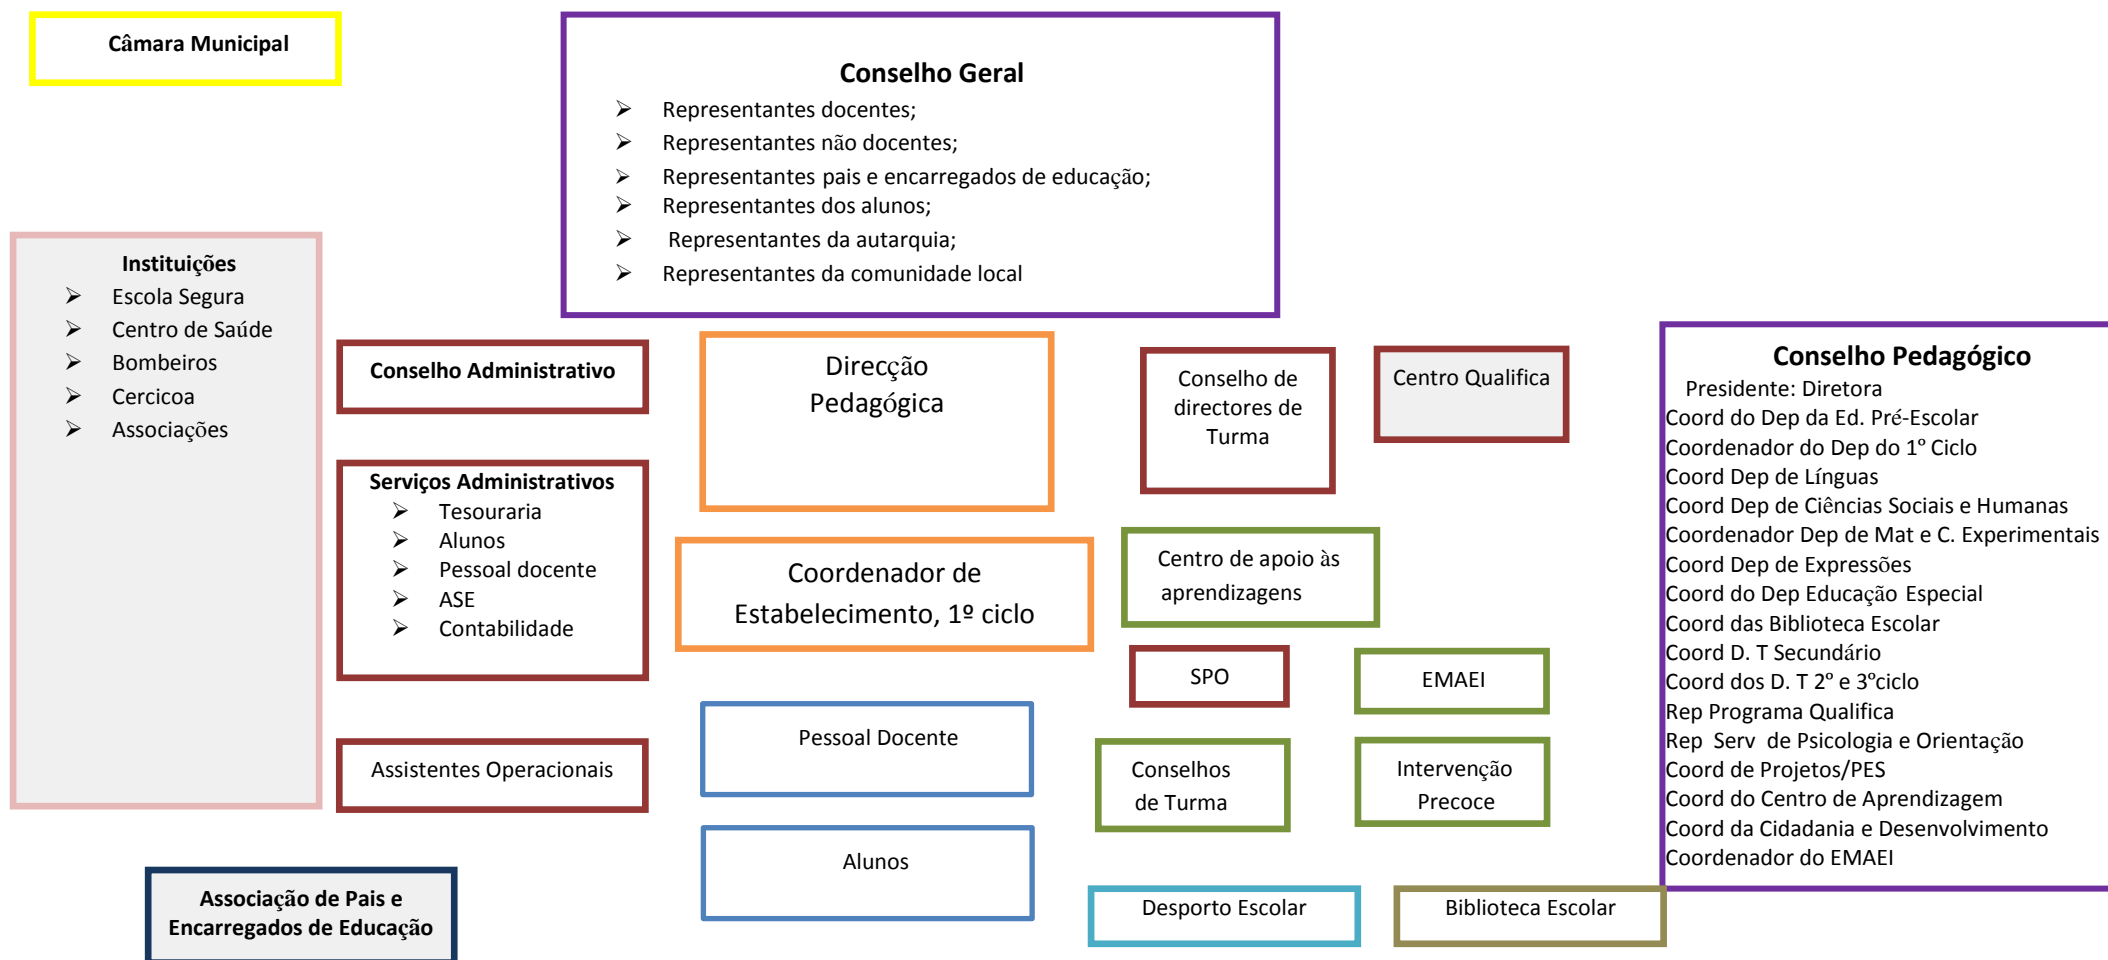 Câmara Municipal
Conselho Geral
➢ Representantes docentes;
➢ Representantes não docentes;
➢ Representantes pais e encarregados de educação;
➢ Representantes dos alunos;
➢ Representantes da autarquia;
➢ Representantes da comunidade local
Instituições
➢ Escola Segura
➢ Centro de Saúde
➢ Bombeiros
➢ Cercicoa
➢ Associações
Conselho Administrativo
Serviços Administrativos
➢ Tesouraria
➢ Alunos
➢ Pessoal docente
➢ ASE
➢ Contabilidade
Assistentes Operacionais
Associação de Pais e
Encarregados de Educação
Direcção
Pedagógica
Coordenador de
Estabelecimento, 1º ciclo
Pessoal Docente
Alunos
Conselho de
directores de
Turma
Centro Qualifica
Centro de apoio às
aprendizagens
SPO
EMAEI
Conselhos
de Turma
Intervenção
Precoce
Desporto Escolar
Biblioteca Escolar
Conselho Pedagógico
Presidente: Diretora
Coord do Dep da Ed. Pré-Escolar
Coordenador do Dep do 1º Ciclo
Coord Dep de Línguas
Coord Dep de Ciências Sociais e Humanas
Coordenador Dep de Mat e C. Experimentais
Coord Dep de Expressões
Coord do Dep Educação Especial
Coord das Biblioteca Escolar
Coord D. T Secundário
Coord dos D. T 2º e 3ºciclo
Rep Programa Qualifica
Rep Serv de Psicologia e Orientação
Coord de Projetos/PES
Coord do Centro de Aprendizagem
Coord da Cidadania e Desenvolvimento
Coordenador do EMAEI